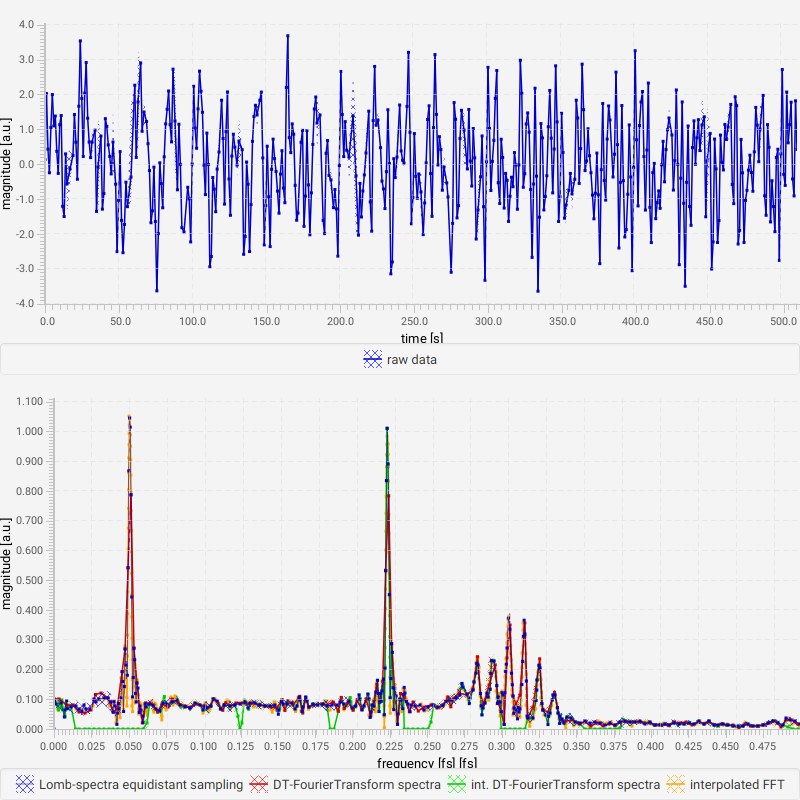 4.0
3.0
2.0
1.0
0.0
-1.0
-2.0
-3.0
-4.0
magnitude [a.u.]
0.0 50.0 100.0 150.0 200.0 250.0 300.0 350.0 400.0 450.0 500.0
time [s]
raw data
1.100
1.000
0.900
0.800
0.700
0.600
0.500
0.400
0.300
0.200
0.100
0.000
magnitude [a.u.]
0.000 0.025 0.050 0.075 0.100 0.125 0.150 0.175 0.200 0.225 0.250 0.275 0.300 0.325 0.350 0.375 0.400 0.425 0.450 0.475
frequency [fs] [fs]
Lomb-spectra equidistant sampling DT-FourierTransform spectra int. DT-FourierTransform spectra interpolated FFT